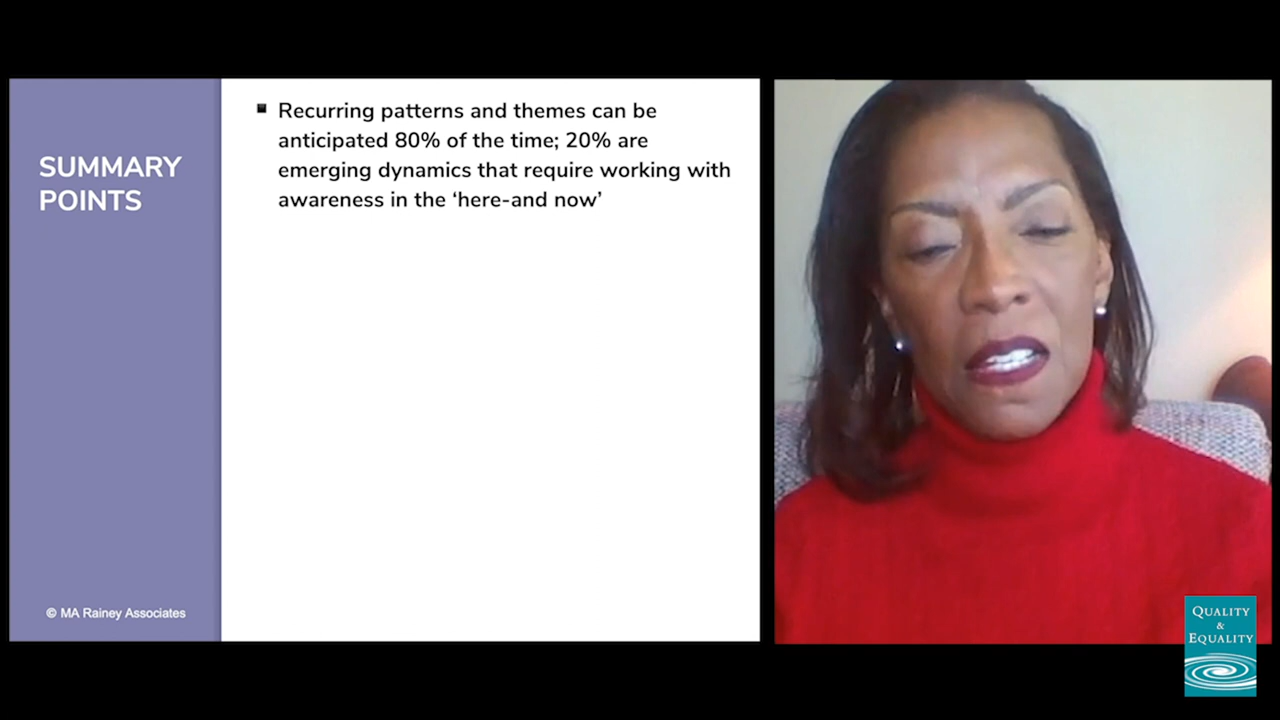 SUMMARY
POINTS
▪ Recurring patterns and themes can be
anticipated 80% of the time; 20% are
emerging dynamics that require working with
awareness in the ‘here-and now’
© MA Rainey Associates
QUALITY
&
EQUALITY